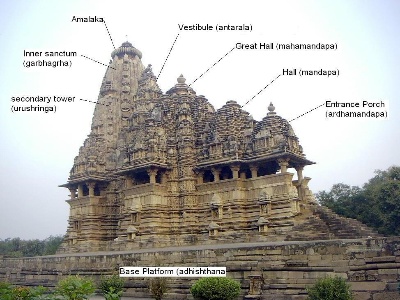 Amalaka
Vestibule (antarala)
Great Hall (mahamandapa)
Inner sanctum
(garbhagrha)
Hall (mandapa)
secondary tower
(urushringa)
Entrance Porch
(ardhamandapa)
Base Platform (adhishthana